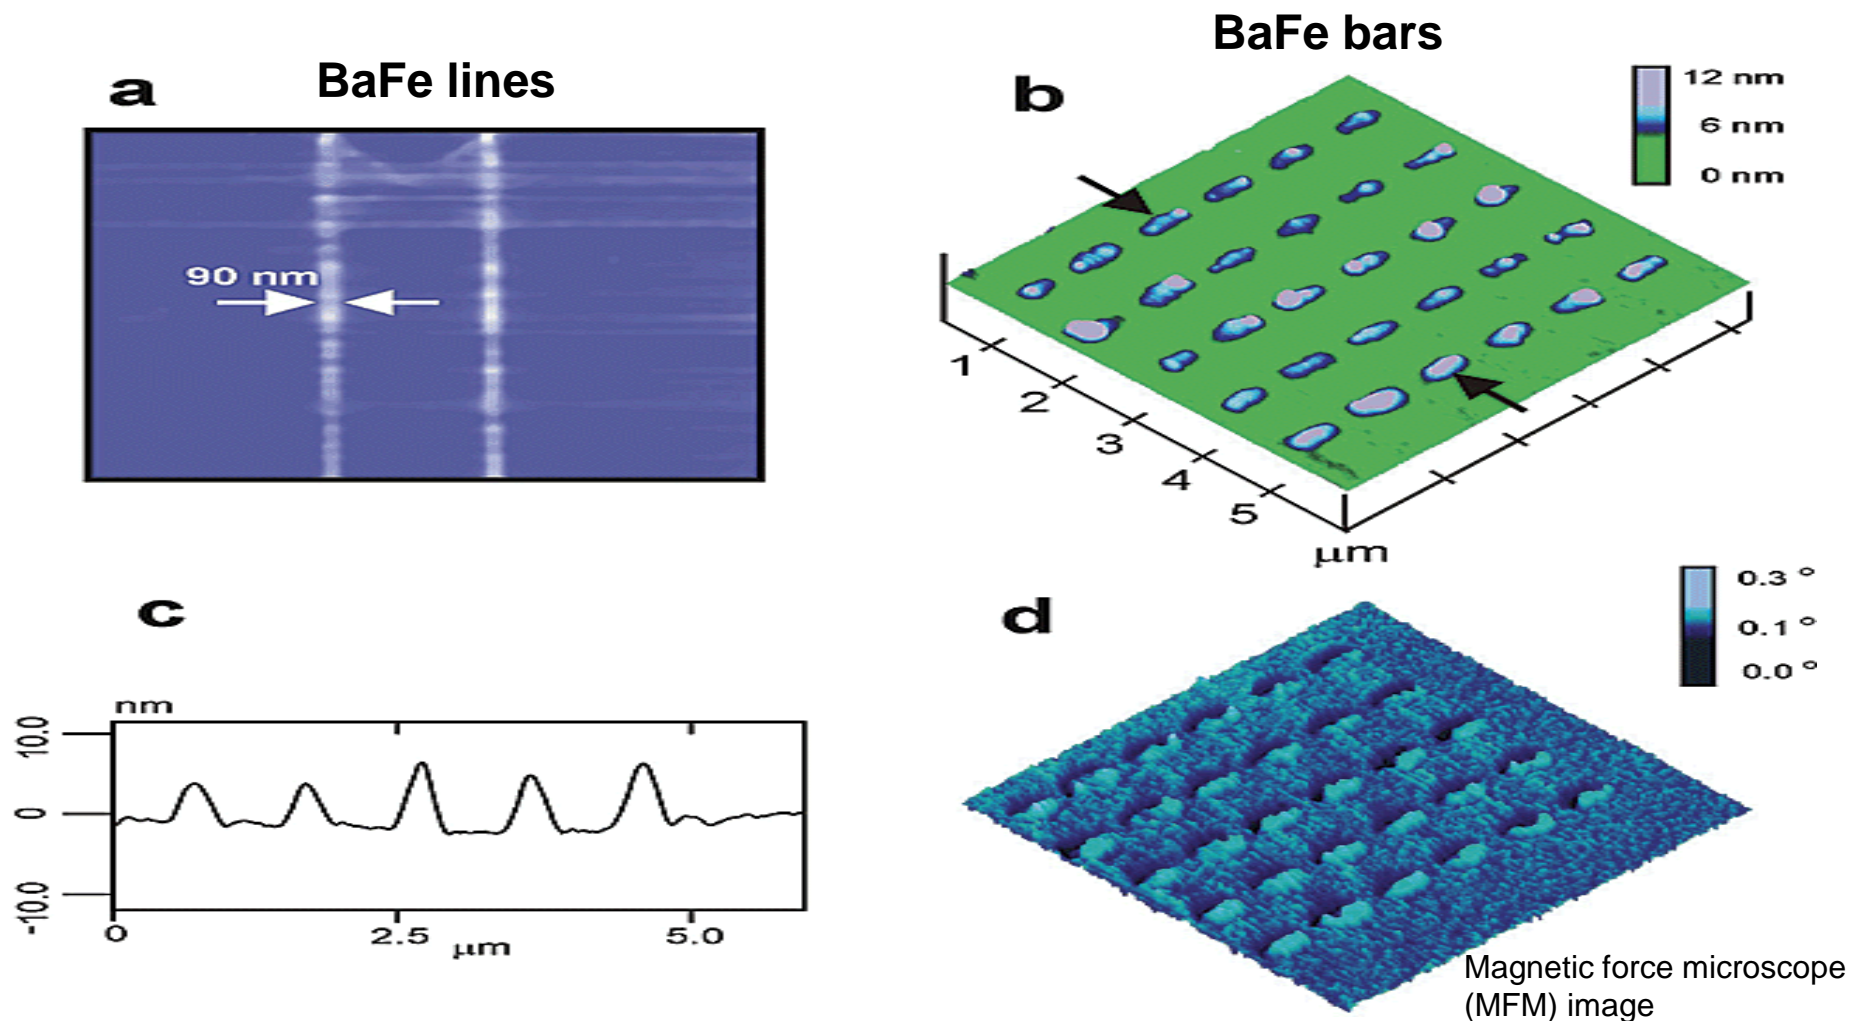 BaFe lines
BaFe bars
a
90 nm
b
12 nm
6 nm
0 nm
1
2
3
4
5
μm
c
nm
10.0
0
-10.0
0
2.5
μm
5.0
d
0.3 °
0.1 °
0.0 °
Magnetic force microscope
(MFM) image